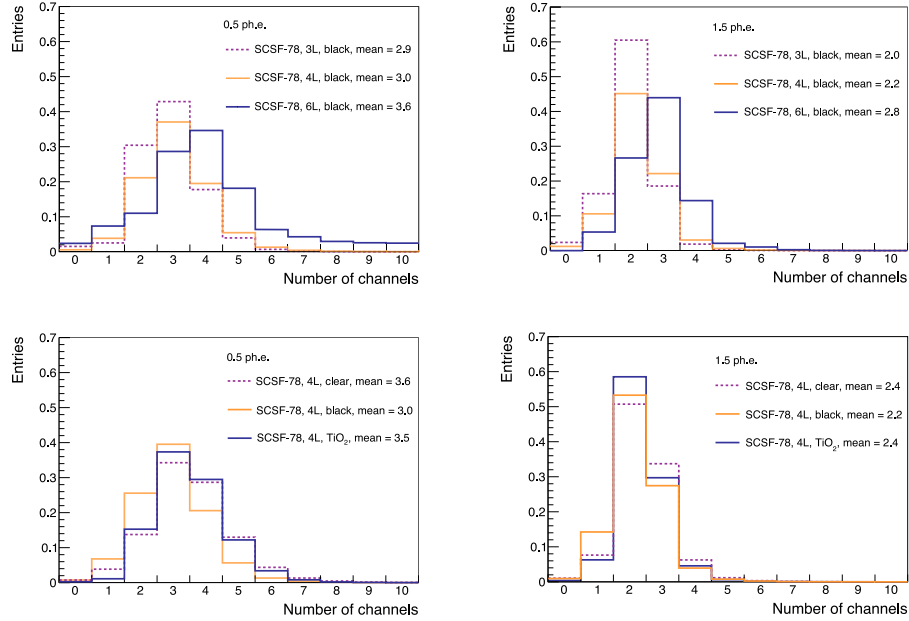 Entries
0.5 ph.e.
SCSF-78, 3L, black, mean = 2.9
SCSF-78, 4L, black, mean = 3.0
SCSF-78, 6L, black, mean = 3.6
0.7
0.6
0.5
0.4
0.3
0.2
0.1
0
0 1 2 3 4 5 6 7 8 9 10
Number of channels
Entries
1.5 ph.e.
SCSF-78, 3L, black, mean = 2.0
SCSF-78, 4L, black, mean = 2.2
SCSF-78, 6L, black, mean = 2.8
0.7
0.6
0.5
0.4
0.3
0.2
0.1
0
0 1 2 3 4 5 6 7 8 9 10
Number of channels
Entries
0.5 ph.e.
SCSF-78, 4L, clear, mean = 3.6
SCSF-78, 4L, black, mean = 3.0
SCSF-78, 4L, TiO₂, mean = 3.5
0.7
0.6
0.5
0.4
0.3
0.2
0.1
0
0 1 2 3 4 5 6 7 8 9 10
Number of channels
Entries
1.5 ph.e.
SCSF-78, 4L, clear, mean = 2.4
SCSF-78, 4L, black, mean = 2.2
SCSF-78, 4L, TiO₂, mean = 2.4
0.7
0.6
0.5
0.4
0.3
0.2
0.1
0
0 1 2 3 4 5 6 7 8 9 10
Number of channels